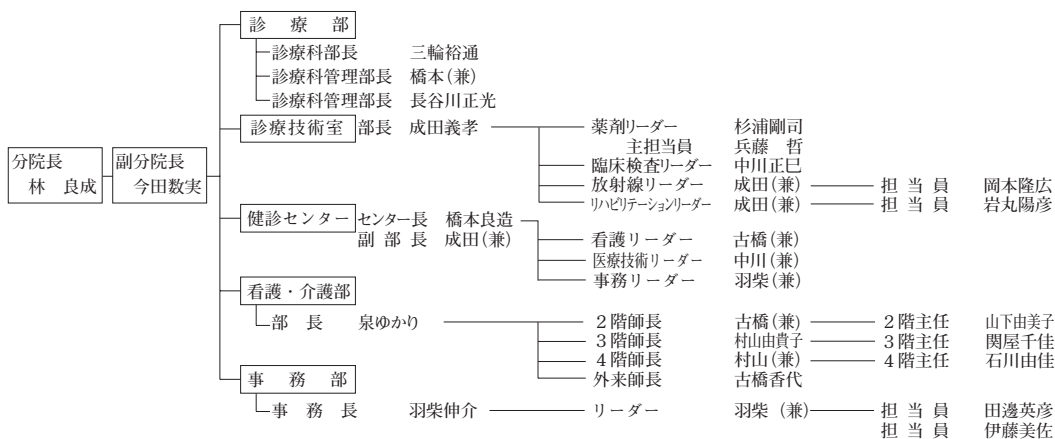 診療部
診療科部長 三輪裕通
診療科管理部長 橋本(兼)
診療科管理部長 長谷川正光
診療技術室 部長 成田義孝 薬剤リーダー 杉浦剛司
主担当員 兵藤 哲
臨床検査リーダー 中川正巳
分院長 副分院長 放射線リーダー 成田(兼) 担当員 岡本隆広
林 良成 今田数実 リハビリテーションリーダー 成田(兼) 担当員 岩丸陽彦
健診センター センター長 橋本良造
副部長 成田(兼) 看護リーダー 古橋(兼)
医療技術リーダー 中川(兼)
事務リーダー 羽柴(兼)
看護・介護部
部長 泉ゆかり 2階師長 古橋(兼) 2階主任 山下由美子
3階師長 村山由貴子 3階主任 関屋千佳
4階師長 村山(兼) 4階主任 石川由佳
外来師長 古橋香代
事務部
事務長 羽柴伸介 リーダー 羽柴(兼) 担当員 田邊英彦
担当員 伊藤美佐